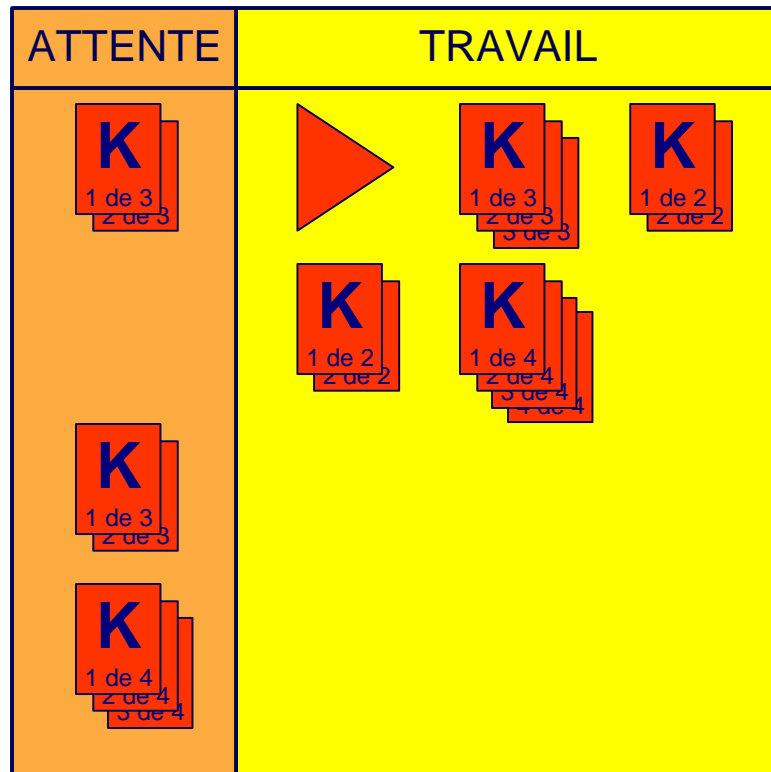 ATTENTE TRAVAIL
K
1 de 3
2 de 3
K
1 de 3
2 de 3
3 de 3
K
1 de 2
2 de 2
K
1 de 2
2 de 2
K
1 de 4
2 de 4
3 de 4
4 de 4
K
1 de 3
2 de 3
K
1 de 4
2 de 4
3 de 4